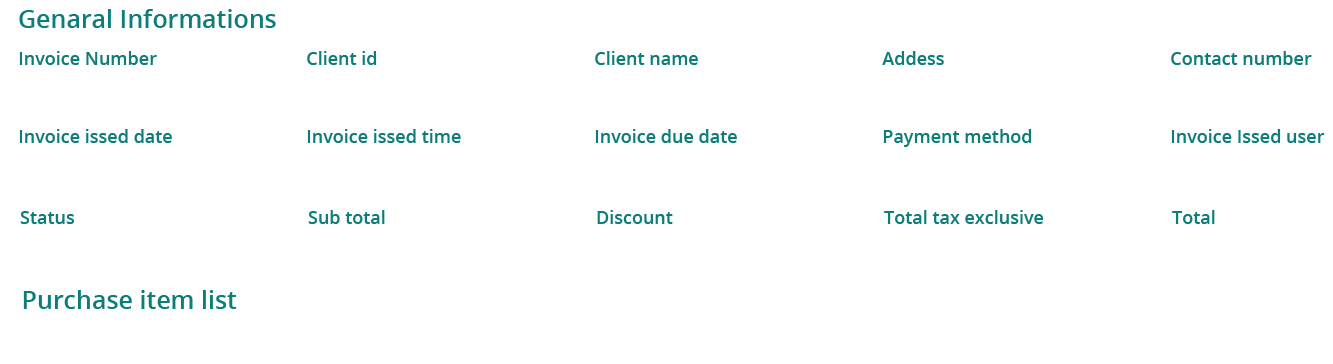 Genaral Informations
Invoice Number Client id Client name Addess Contact number
Invoice issed date Invoice issed time Invoice due date Payment method Invoice Issed user
Status Sub total Discount Total tax exclusive Total
Purchase item list